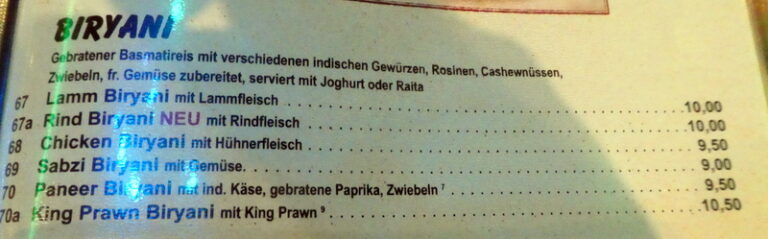 BIRYANI
Gebratener Basmatireis mit verschiedenen indischen Gewürzen, Rosinen, Cashewnüssen,
Zwiebeln, fr. Gemüse zubereitet, serviert mit Joghurt oder Raita
67 Lamm Biryani mit Lammfleisch 10,00
67a Rind Biryani NEU mit Rindfleisch 10,00
68 Chicken Biryani mit Hühnerfleisch 9,50
69 Sabzi Biryani mit Gemüse 9,00
70 Paneer Biryani mit ind. Käse, gebratene Paprika, Zwiebeln ⁷ 9,50
70a King Prawn Biryani mit King Prawn ⁹ 10,50